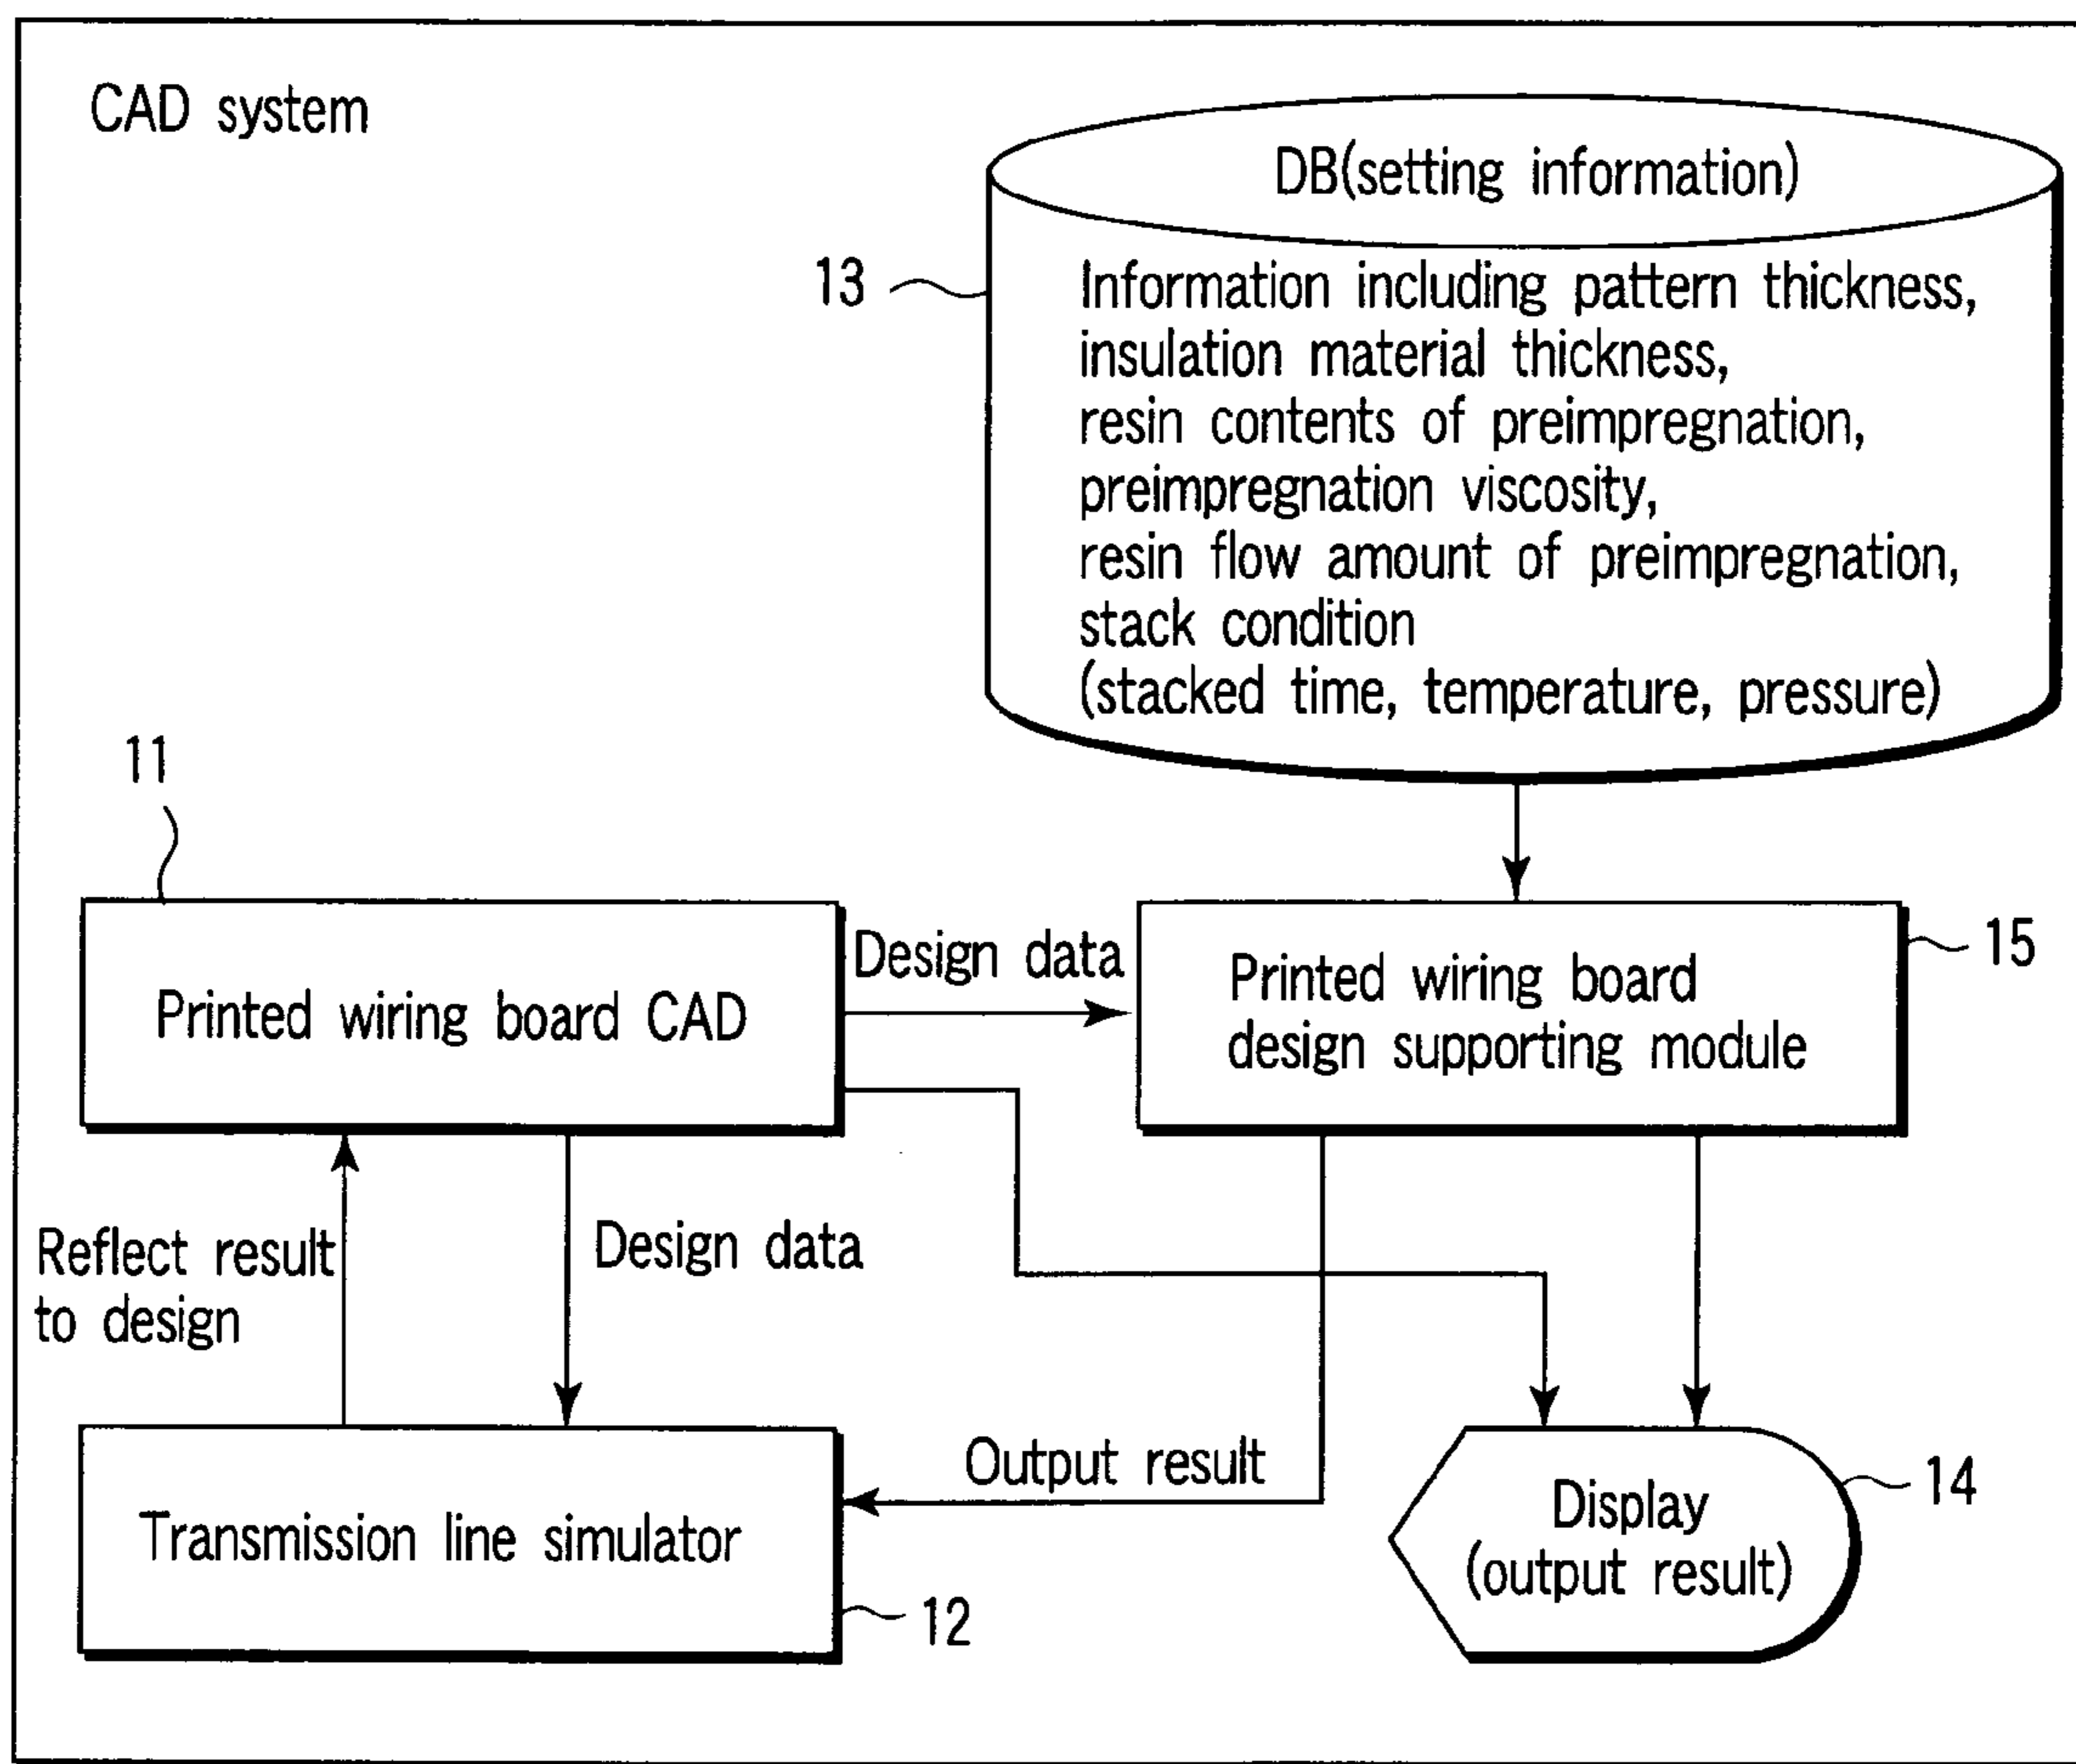 CAD system
DB(setting information)
13
Information including pattern thickness,
insulation material thickness,
resin contents of preimpregnation,
preimpregnation viscosity,
resin flow amount of preimpregnation,
stack condition
(stacked time, temperature, pressure)
11
Printed wiring board CAD
Design data
Printed wiring board
design supporting module
15
Reflect result
to design
Design data
Transmission line simulator
12
Output result
Display
(output result)
14